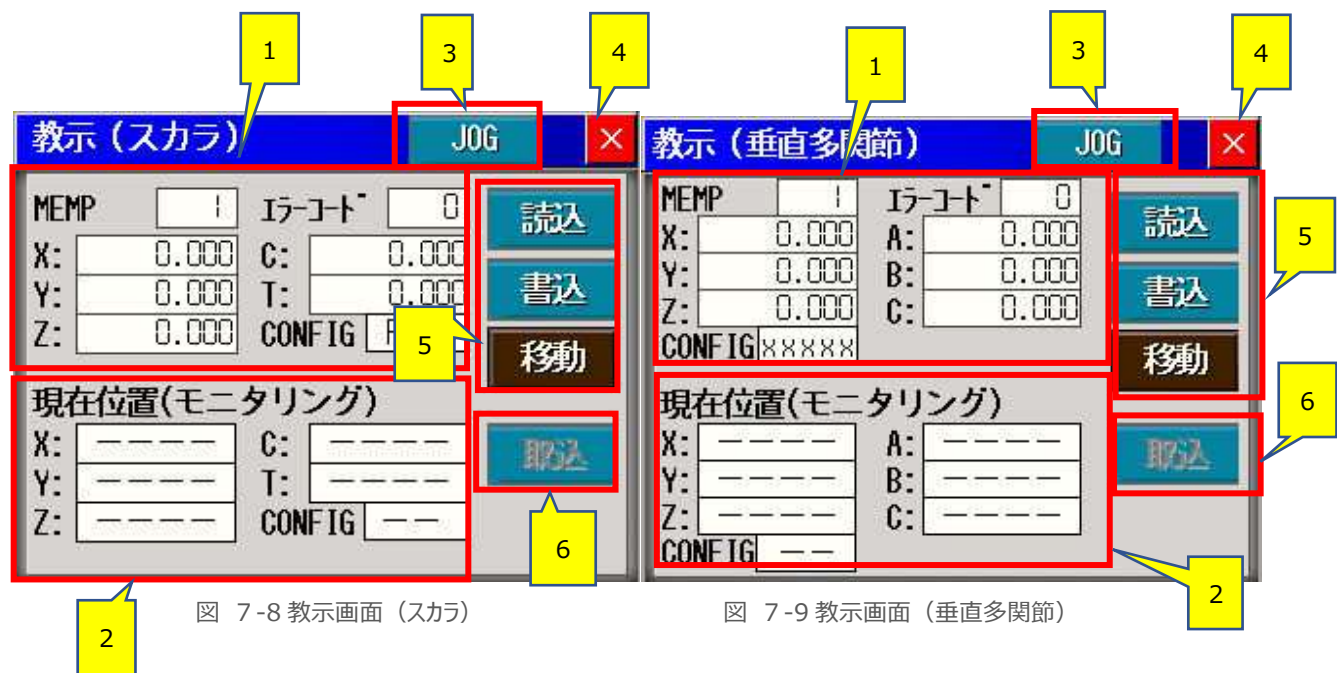 1
3
4
1
3
4
教示（スカラ）
JOG
×
MEMP 1 エラーコード 0
X: 0.000 C: 0.000
Y: 0.000 T: 0.000
Z: 0.000 CONFIG
読込
書込
移動
5
現在位置(モニタリング)
X: ---- C: ----
Y: ---- T: ----
Z: ---- CONFIG --
取込
6
2
図 7-8 教示画面（スカラ）
教示（垂直多関節）
JOG
×
MEMP 1 エラーコード 0
X: 0.000 A: 0.000
Y: 0.000 B: 0.000
Z: 0.000 C: 0.000
CONFIG xxxxx
読込
書込
移動
5
現在位置(モニタリング)
X: ---- A: ----
Y: ---- B: ----
Z: ---- C: ----
CONFIG --
取込
6
2
図 7-9 教示画面（垂直多関節）